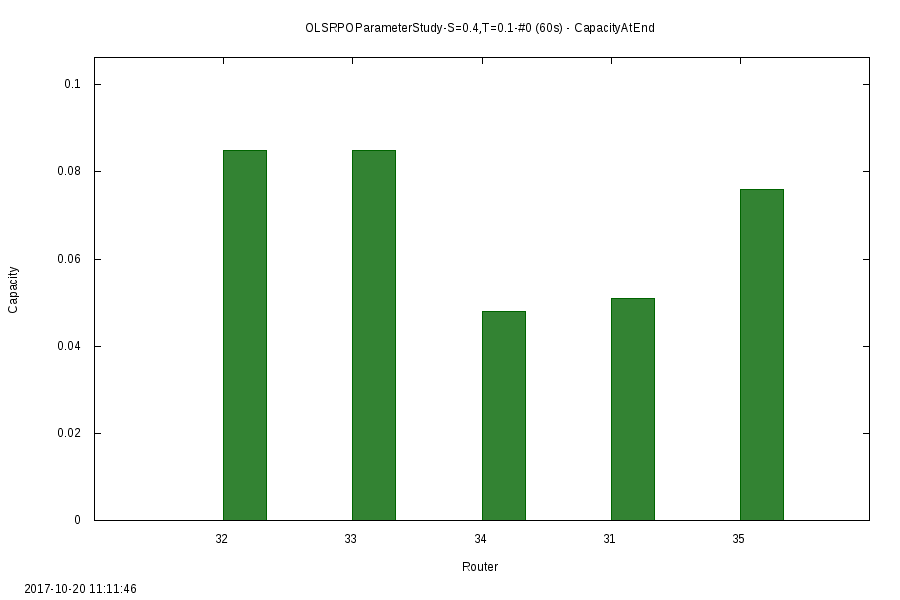 OLSRPOParameterStudy-S=0.4,T=0.1-#0 (60s) - CapacityAtEnd
0.1
0.08
0.06
0.04
0.02
0
Capacity
32 33 34 31 35
Router
2017-10-20 11:11:46